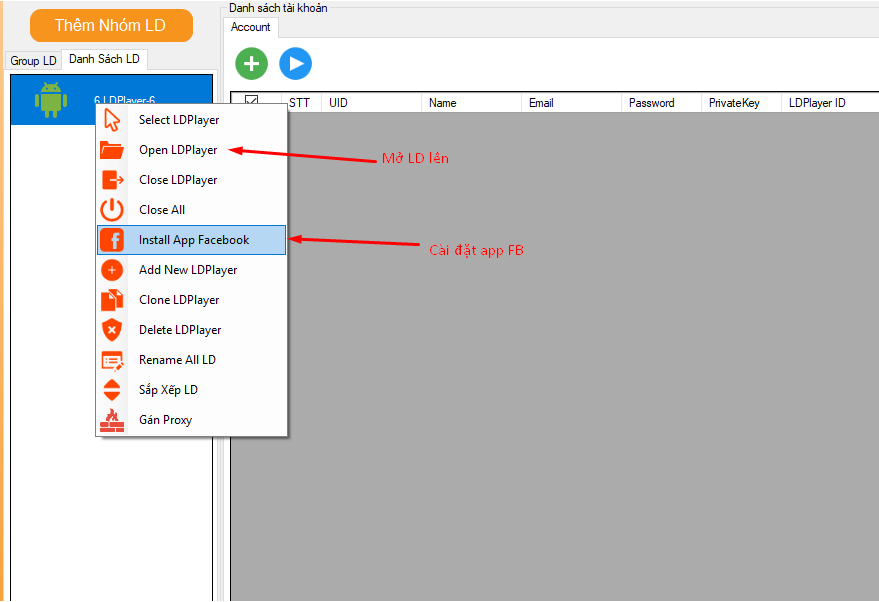 Thêm Nhóm LD
Danh sách tài khoản
Account
Group LD
Danh Sách LD
6 LDPlayer-6
STT UID Name Email Password PrivateKey LDPlayer ID
Select LDPlayer
Open LDPlayer
Mở LD lên
Close LDPlayer
Close All
Install App Facebook
Cài đặt app FB
Add New LDPlayer
Clone LDPlayer
Delete LDPlayer
Rename All LD
Sắp Xếp LD
Gán Proxy